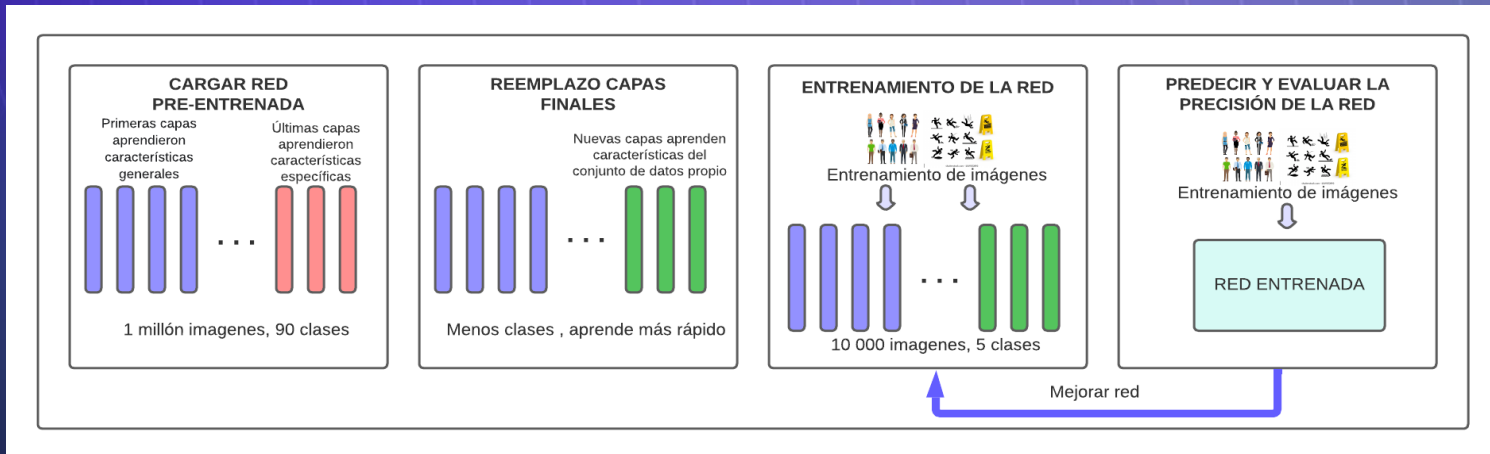 CARGAR RED
PRE-ENTRENADA
Primeras capas
aprendieron
características
generales
Últimas capas
aprendieron
características
específicas
. . .
1 millón imagenes, 90 clases
REEMPLAZO CAPAS
FINALES
Nuevas capas aprenden
características del
conjunto de datos propio
. . .
Menos clases , aprende más rápido
ENTRENAMIENTO DE LA RED
Entrenamiento de imágenes
. . .
10 000 imagenes, 5 clases
PREDECIR Y EVALUAR LA
PRECISIÓN DE LA RED
Entrenamiento de imágenes
RED ENTRENADA
Mejorar red